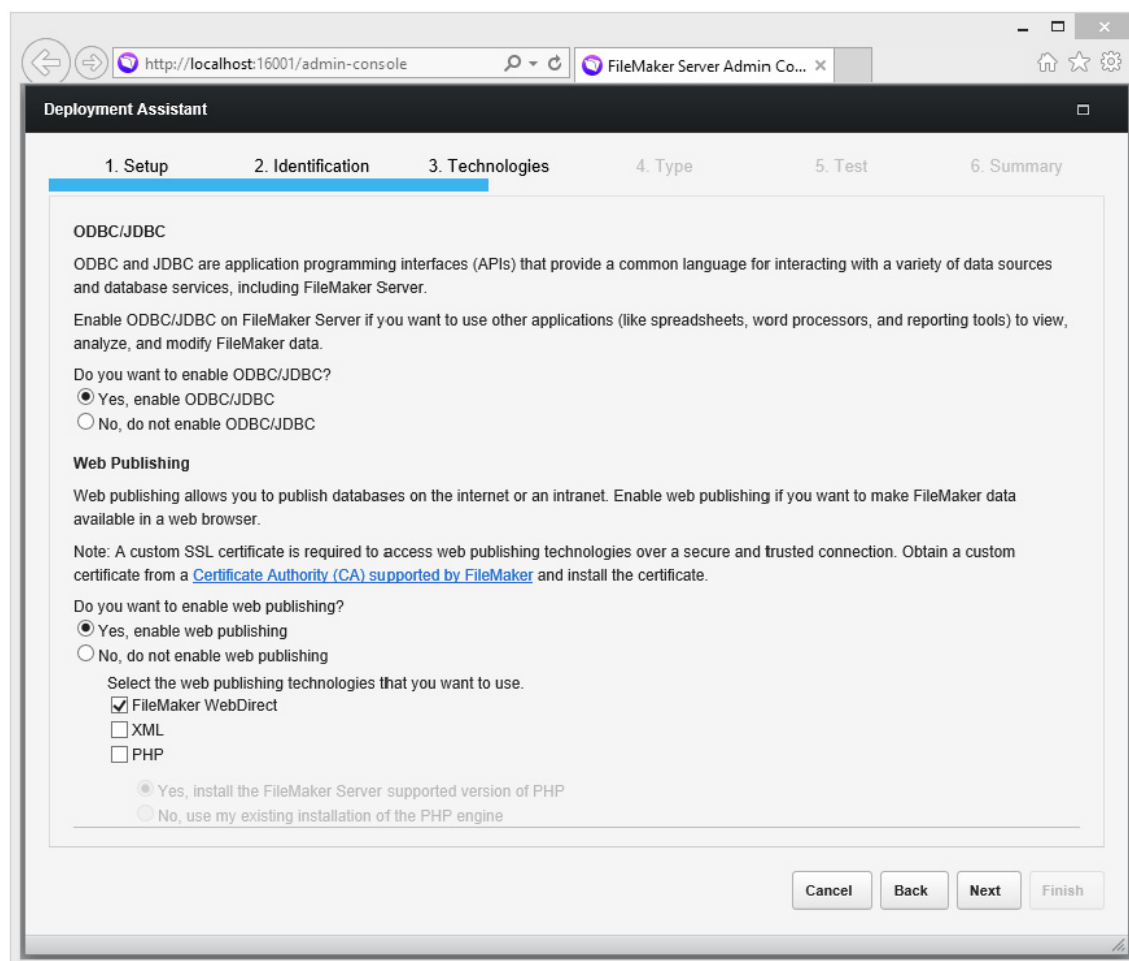 http://localhost:16001/admin-console
FileMaker Server Admin Co...
Deployment Assistant
1. Setup 2. Identification 3. Technologies 4. Type 5. Test 6. Summary
ODBC/JDBC
ODBC and JDBC are application programming interfaces (APIs) that provide a common language for interacting with a variety of data sources
and database services, including FileMaker Server.
Enable ODBC/JDBC on FileMaker Server if you want to use other applications (like spreadsheets, word processors, and reporting tools) to view,
analyze, and modify FileMaker data.
Do you want to enable ODBC/JDBC?
Yes, enable ODBC/JDBC
No, do not enable ODBC/JDBC
Web Publishing
Web publishing allows you to publish databases on the internet or an intranet. Enable web publishing if you want to make FileMaker data
available in a web browser.
Note: A custom SSL certificate is required to access web publishing technologies over a secure and trusted connection. Obtain a custom
certificate from a Certificate Authority (CA) supported by FileMaker and install the certificate.
Do you want to enable web publishing?
Yes, enable web publishing
No, do not enable web publishing
Select the web publishing technologies that you want to use.
FileMaker WebDirect
XML
PHP
Yes, install the FileMaker Server supported version of PHP
No, use my existing installation of the PHP engine
Cancel Back Next Finish